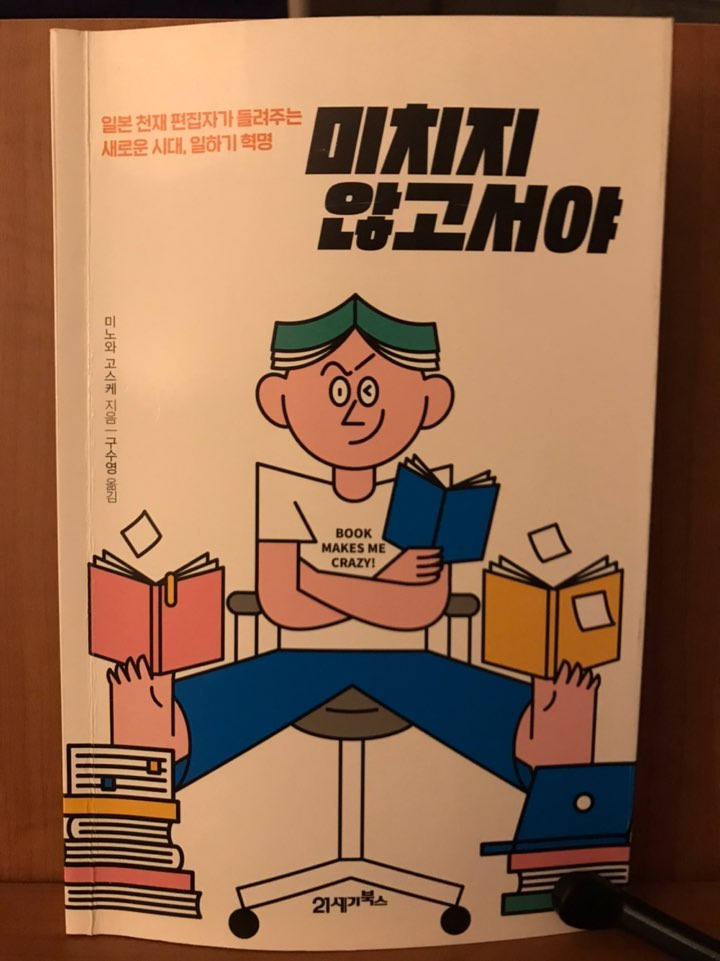 일본 천재 편집자가 들려주는
새로운 시대, 일하기 혁명
미치지
않고서야
미노와 고스케 지음 | 구수영 옮김
BOOK
MAKES ME
CRAZY!
21세기북스